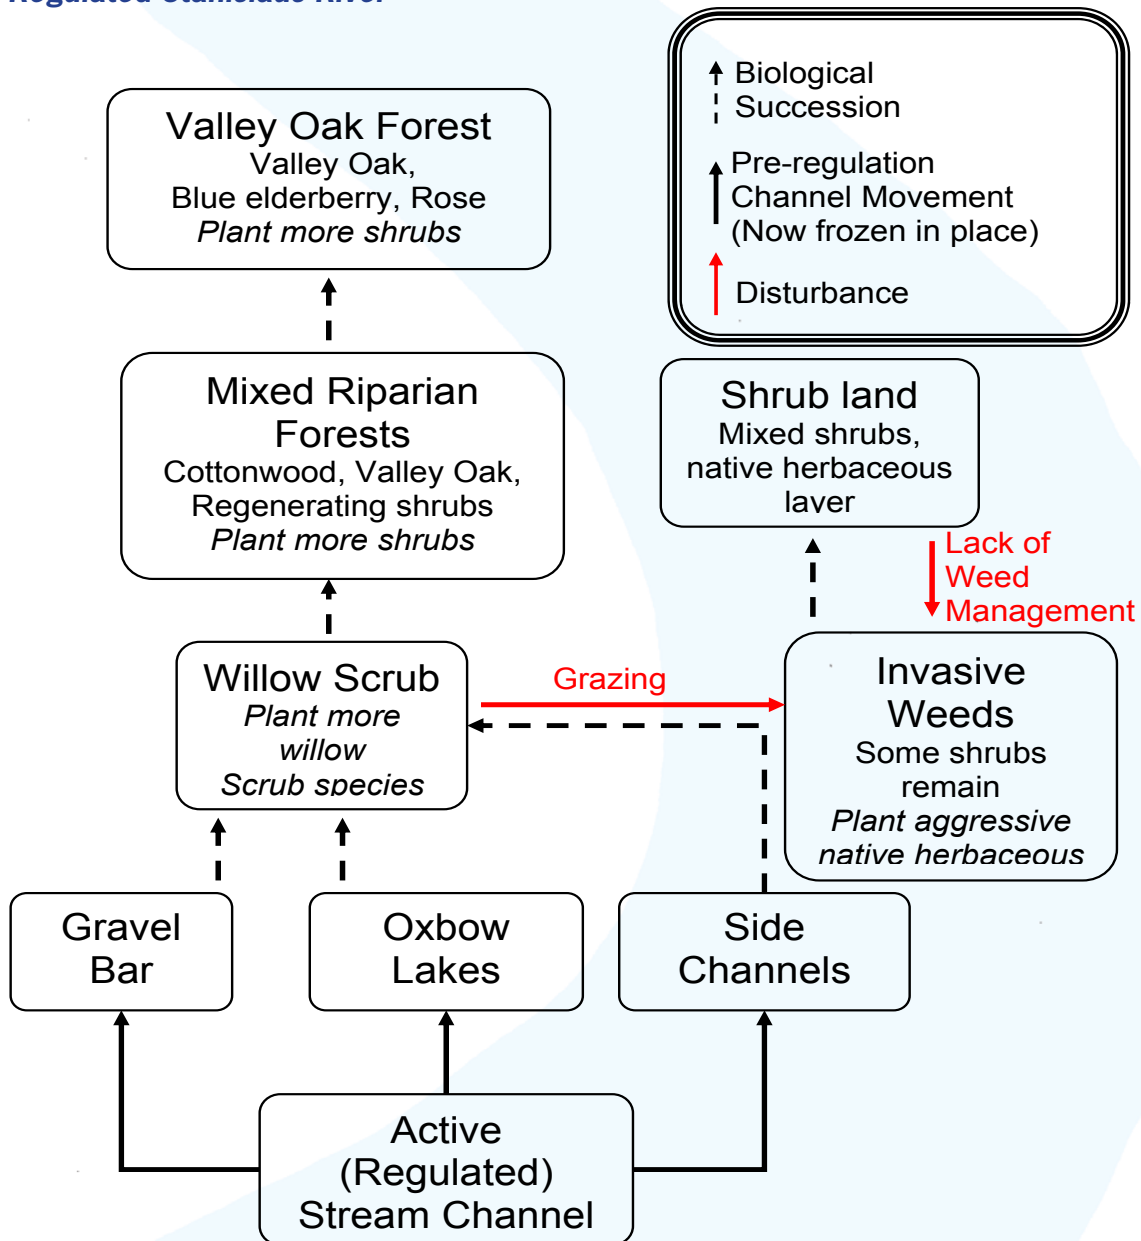 Regulated Stanislaus River
Biological
Succession
Pre-regulation
Channel Movement
(Now frozen in place)
Disturbance
Valley Oak Forest
Valley Oak,
Blue elderberry, Rose
Plant more shrubs
Mixed Riparian
Forests
Cottonwood, Valley Oak,
Regenerating shrubs
Plant more shrubs
Shrub land
Mixed shrubs,
native herbaceous
layer
Lack of
Weed
Management
Willow Scrub
Plant more
willow
Scrub species
Grazing
Invasive
Weeds
Some shrubs
remain
Plant aggressive
native herbaceous
Gravel
Bar
Oxbow
Lakes
Side
Channels
Active
(Regulated)
Stream Channel